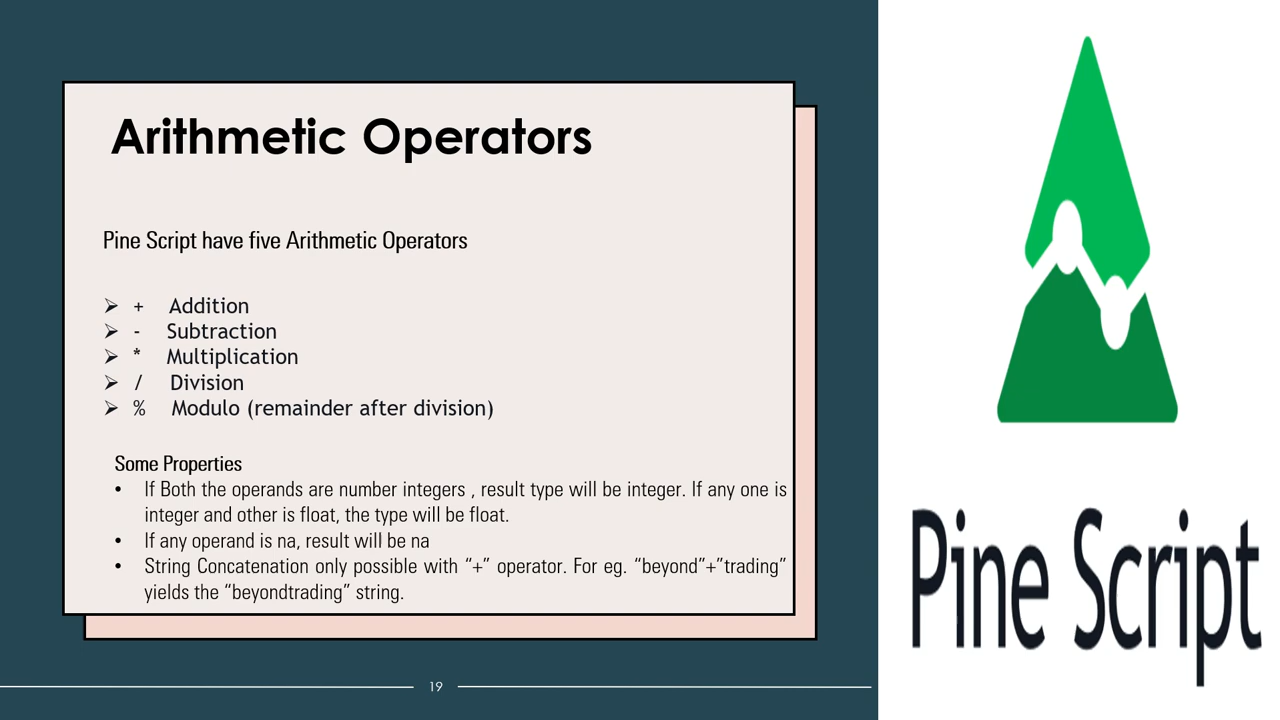 Arithmetic Operators
Pine Script have five Arithmetic Operators
➢ + Addition
➢ - Subtraction
➢ * Multiplication
➢ / Division
➢ % Modulo (remainder after division)
Some Properties
• If Both the operands are number integers , result type will be integer. If any one is
integer and other is float, the type will be float.
• If any operand is na, result will be na
• String Concatenation only possible with “+” operator. For eg. “beyond”+”trading”
yields the “beyondtrading” string.
19
Pine Script